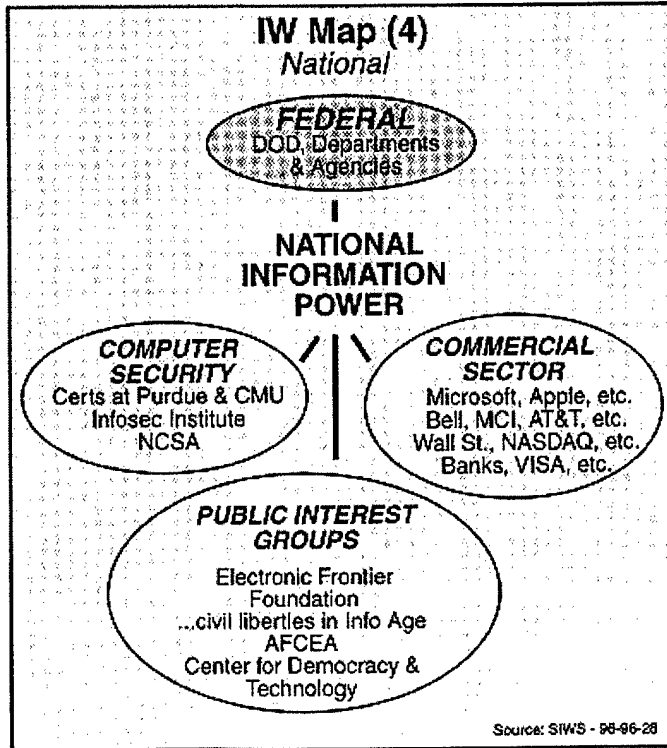 IW Map (4)
National
FEDERAL
DOD, Departments
& Agencies
NATIONAL
INFORMATION
POWER
COMPUTER
SECURITY
Certs at Purdue & CMU
Infosec Institute
NCSA
COMMERCIAL
SECTOR
Microsoft, Apple, etc.
Bell, MCI, AT&T, etc.
Wall St., NASDAQ, etc.
Banks, VISA, etc.
PUBLIC INTEREST
GROUPS
Electronic Frontier
Foundation
...civil liberties in Info Age
AFCEA
Center for Democracy &
Technology
Source: SIWS - 96-96-28